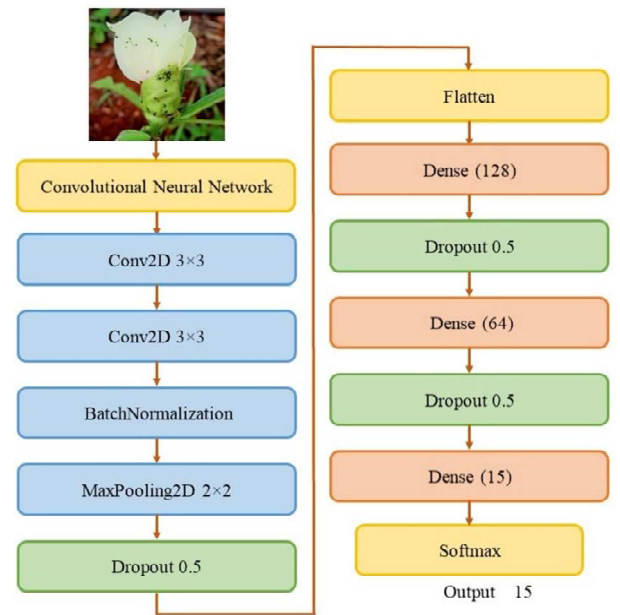 Convolutional Neural Network
Conv2D 3×3
Conv2D 3×3
BatchNormalization
MaxPooling2D 2×2
Dropout 0.5
Flatten
Dense (128)
Dropout 0.5
Dense (64)
Dropout 0.5
Dense (15)
Softmax
Output 15